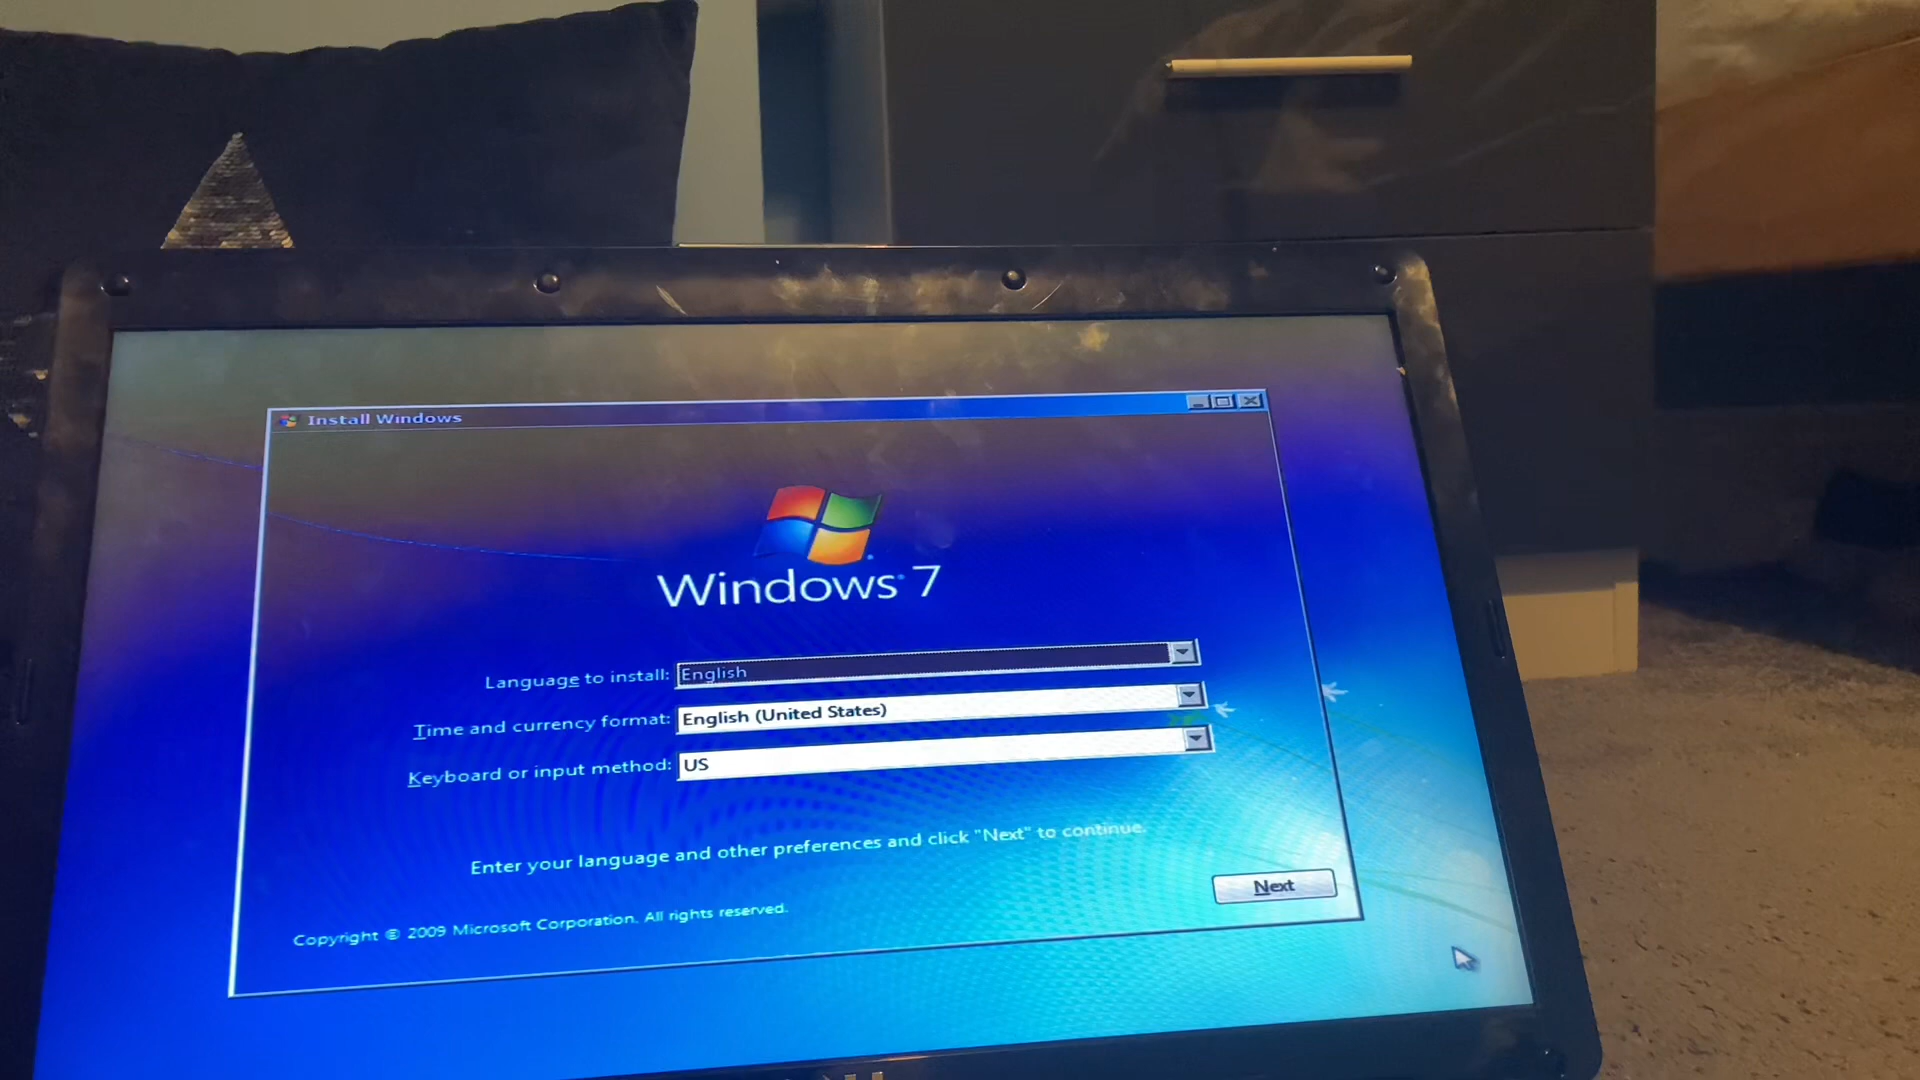 Install Windows
Windows 7
Language to install: English
Time and currency format: English (United States)
Keyboard or input method: US
Enter your language and other preferences and click "Next" to continue.
Next
Copyright © 2009 Microsoft Corporation. All rights reserved.